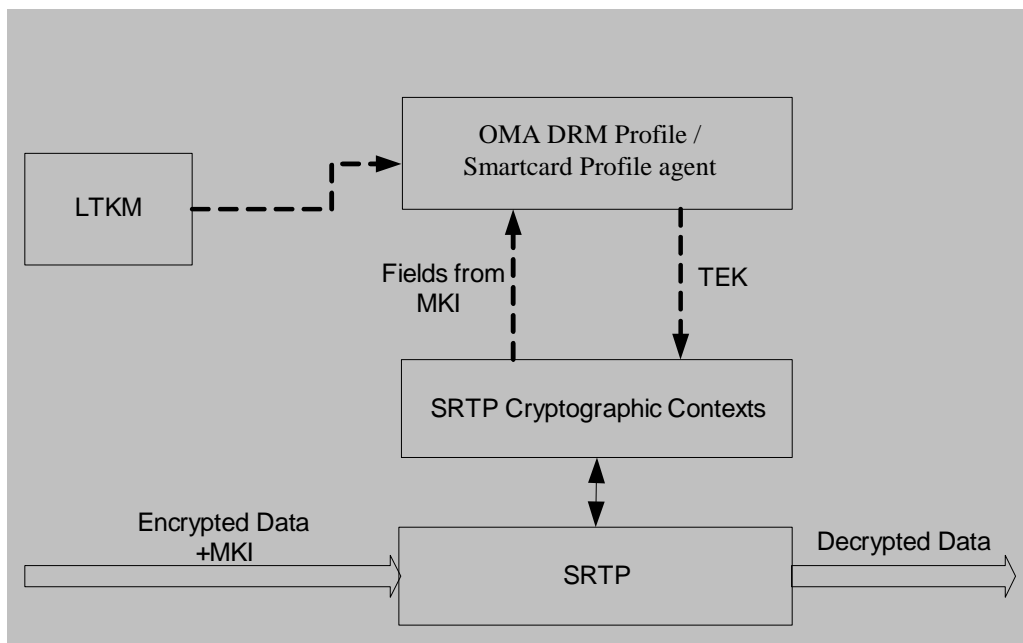 OMA DRM Profile /
Smartcard Profile agent
LTKM
Fields from
MKI
TEK
SRTP Cryptographic Contexts
Encrypted Data
+MKI
SRTP
Decrypted Data